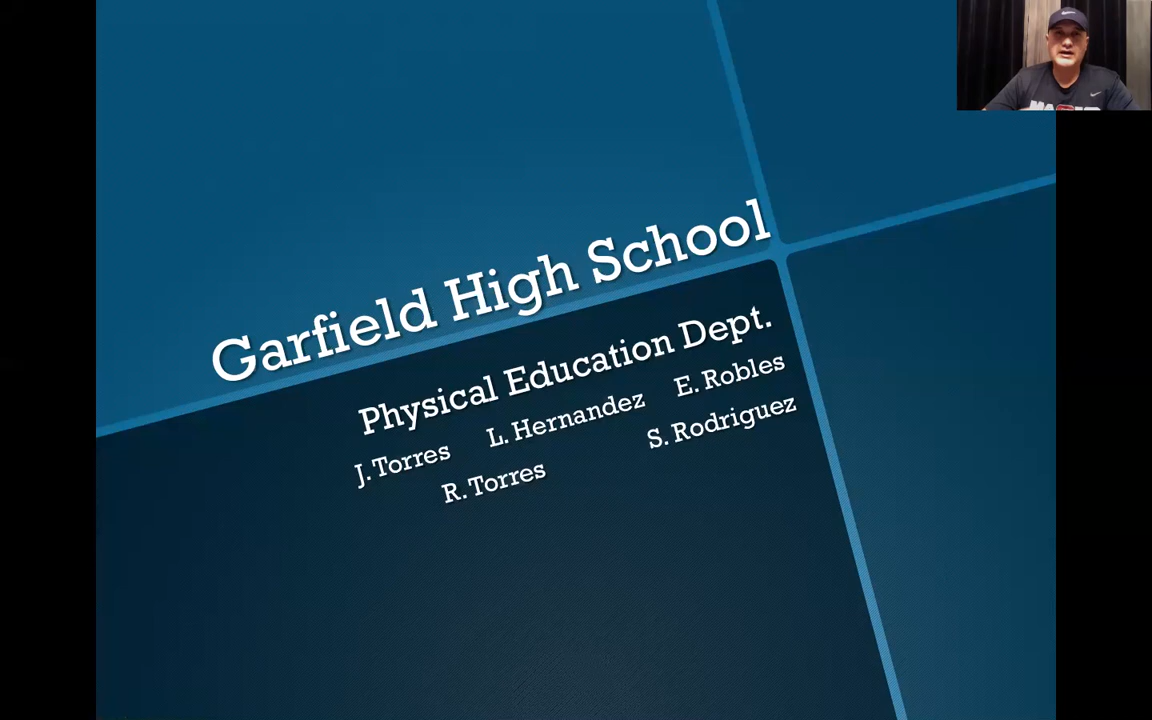 Garfield High School
Physical Education Dept.
J. Torres L. Hernandez E. Robles
R. Torres S. Rodriguez